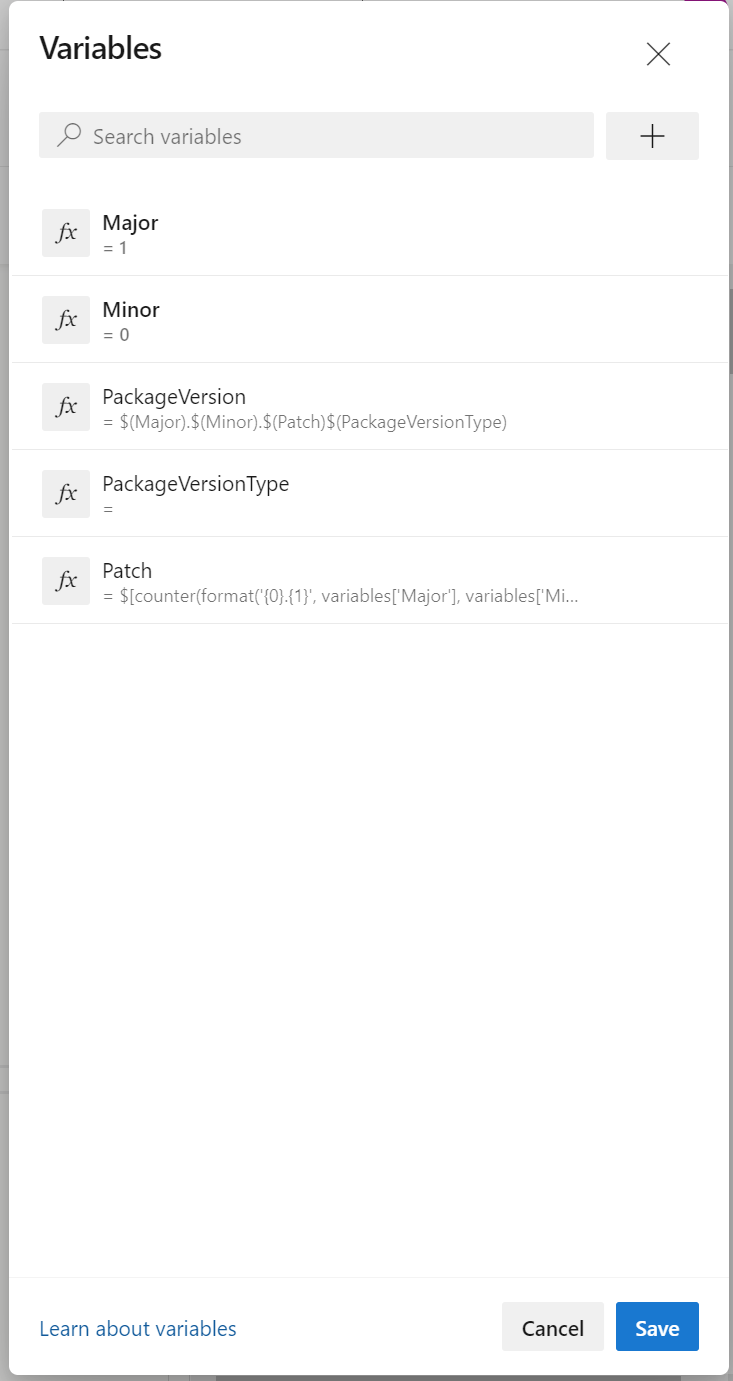 Variables
Search variables
fx
Major
= 1
fx
Minor
= 0
fx
PackageVersion
= $(Major).$(Minor).$(Patch)$(PackageVersionType)
fx
PackageVersionType
=
fx
Patch
= $[counter(format('{0}.{1}', variables['Major'], variables['Mi...
Learn about variables
Cancel
Save